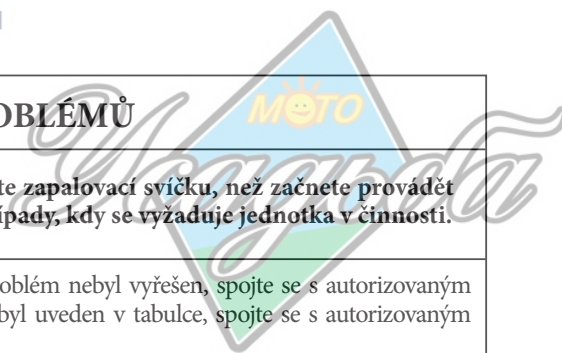 OBLÉMŮ
MOTO
te zapalovací svíčku, než začnete provádět
ípady, kdy se vyžaduje jednotka v činnosti.
oblém nebyl vyřešen, spojte se s autorizovaným
byl uveden v tabulce, spojte se s autorizovaným